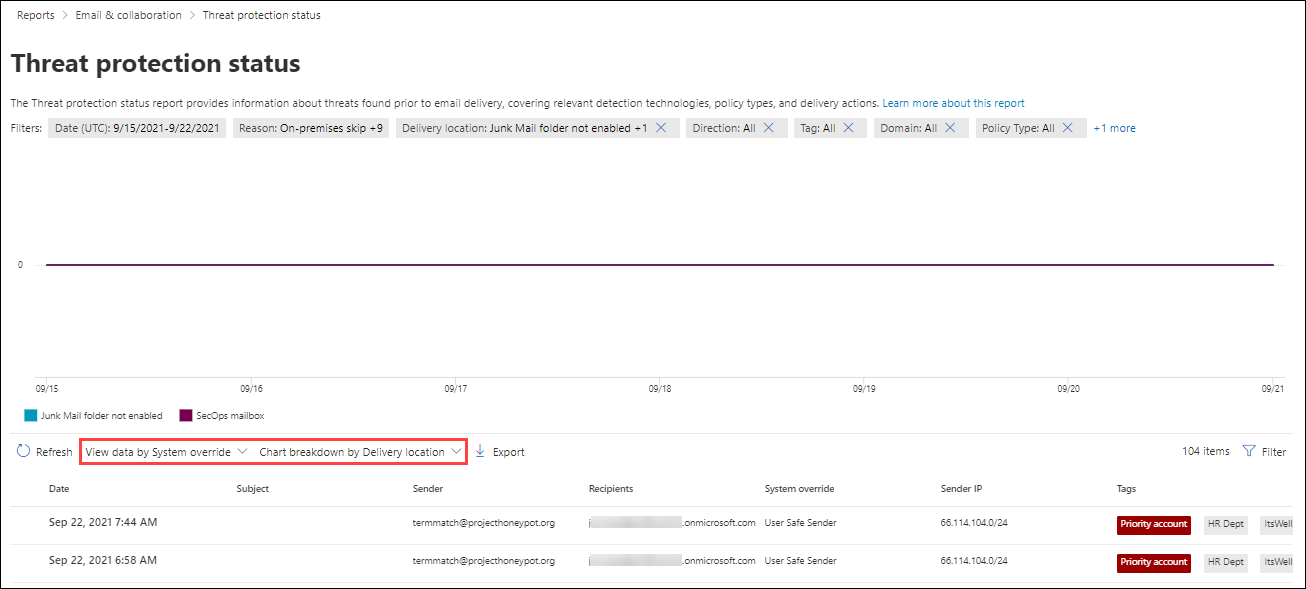 Reports > Email & collaboration > Threat protection status
Threat protection status
The Threat protection status report provides information about threats found prior to email delivery, covering relevant detection technologies, policy types, and delivery actions. Learn more about this report
Filters: Date (UTC): 9/15/2021-9/22/2021 Reason: On-premises skip +9 Delivery location: Junk Mail folder not enabled +1 Direction: All Tag: All Domain: All Policy Type: All +1 more
0
09/15 09/16 09/17 09/18 09/19 09/20 09/21
Junk Mail folder not enabled SecOps mailbox
Refresh View data by System override Chart breakdown by Delivery location Export 104 items Filter
Date Subject Sender Recipients System override Sender IP Tags
Sep 22, 2021 7:44 AM termmatch@projecthoneypot.org .onmicrosoft.com User Safe Sender 66.114.104.0/24 Priority account HR Dept ItsWell
Sep 22, 2021 6:58 AM termmatch@projecthoneypot.org .onmicrosoft.com User Safe Sender 66.114.104.0/24 Priority account HR Dept ItsWell